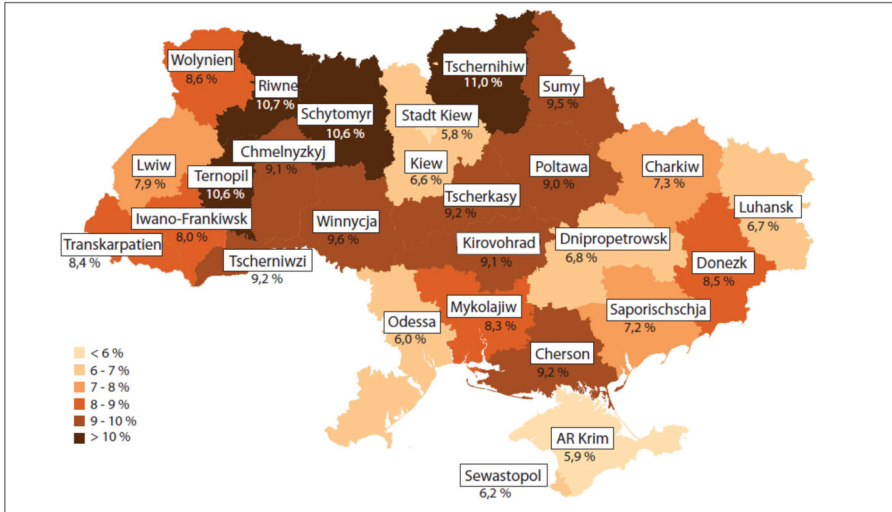 Wolynien
8,6 %
Riwne
10,7 %
Schytomyr
10,6 %
Tschernihiw
11,0 %
Sumy
9,5 %
Stadt Kiew
5,8 %
Kiew
6,6 %
Chmelnyzkyj
9,1 %
Lwiw
7,9 %
Ternopil
10,6 %
Poltawa
9,0 %
Charkiw
7,3 %
Luhansk
6,7 %
Tscherkasy
9,2 %
Iwano-Frankiwsk
8,0 %
Winnycja
9,6 %
Transkarpatien
8,4 %
Tscherniwzi
9,2 %
Kirovohrad
9,1 %
Dnipropetrowsk
6,8 %
Donezk
8,5 %
Mykolajiw
8,3 %
Saporischschja
7,2 %
Odessa
6,0 %
Cherson
9,2 %
< 6 %
6 - 7 %
7 - 8 %
8 - 9 %
9 - 10 %
> 10 %
AR Krim
5,9 %
Sewastopol
6,2 %